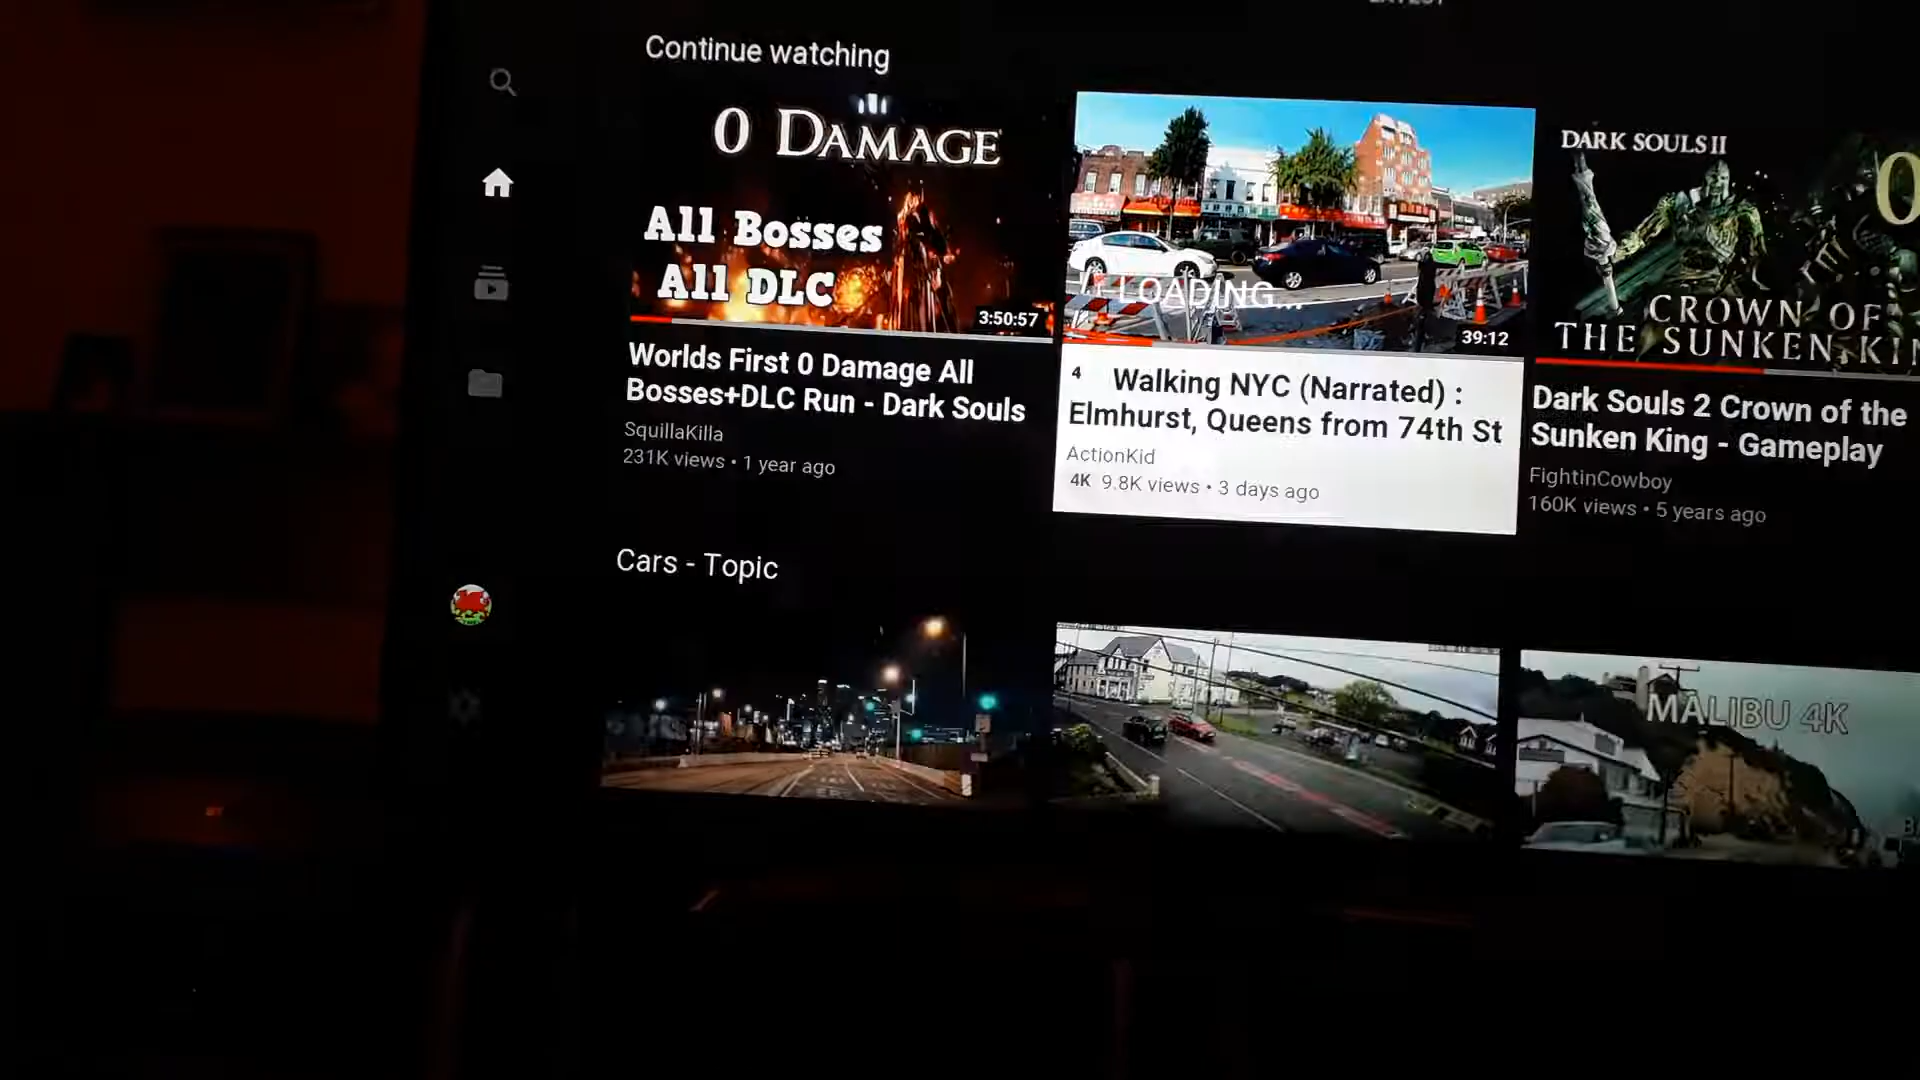 Continue watching
0 DAMAGE
All Bosses
All DLC
3:50:57
Worlds First 0 Damage All
Bosses+DLC Run - Dark Souls
SquillaKilla
231K views • 1 year ago
LOADING...
39:12
4 Walking NYC (Narrated) :
Elmhurst, Queens from 74th St
ActionKid
4K 9.8K views • 3 days ago
DARK SOULS II
0
CROWN OF
THE SUNKEN KIN
Dark Souls 2 Crown of the
Sunken King - Gameplay
FightinCowboy
160K views • 5 years ago
Cars - Topic
MALIBU 4K